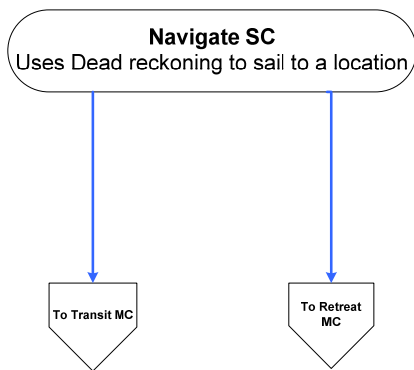 Navigate SC
Uses Dead reckoning to sail to a location
To Transit MC
To Retreat
MC